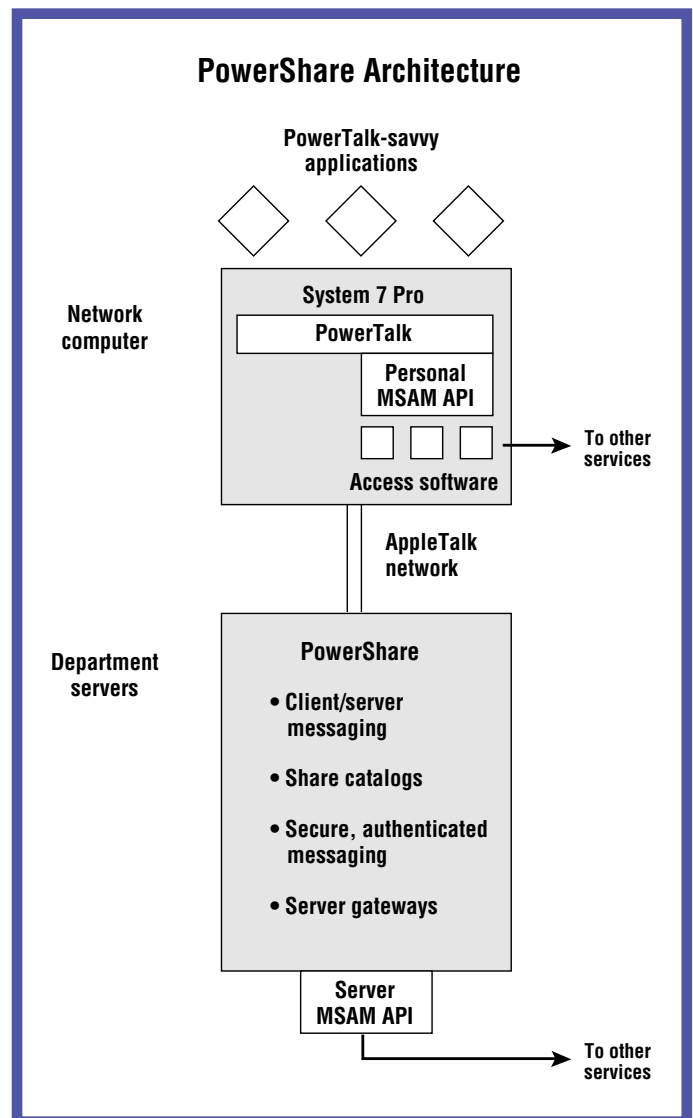 PowerShare Architecture
PowerTalk-savvy
applications
Network
computer
System 7 Pro
PowerTalk
Personal
MSAM API
To other
services
Access software
AppleTalk
network
Department
servers
PowerShare
• Client/server
messaging
• Share catalogs
• Secure, authenticated
messaging
• Server gateways
Server
MSAM API
To other
services